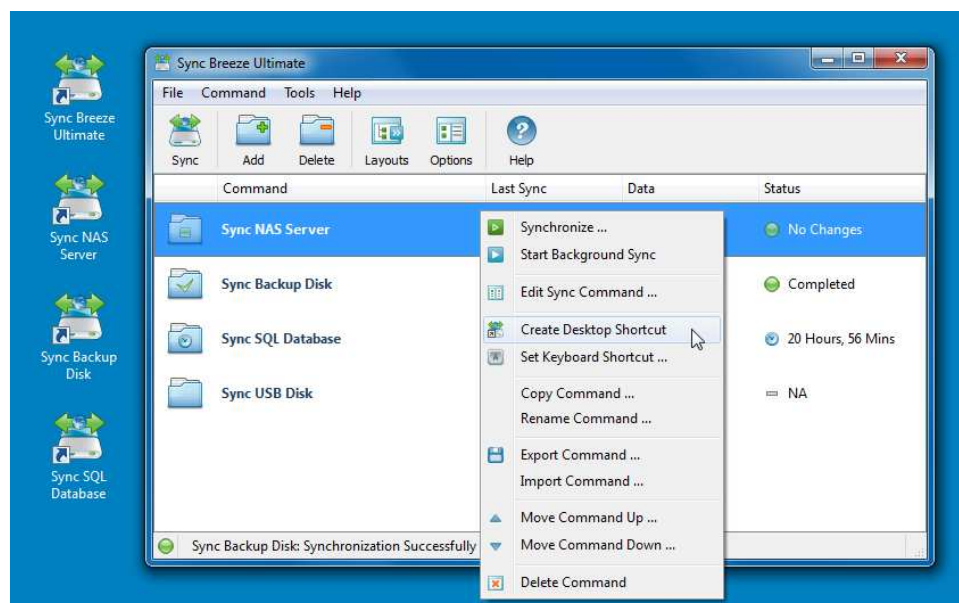 Sync Breeze
Ultimate
Sync NAS
Server
Sync Backup
Disk
Sync SQL
Database
Sync Breeze Ultimate
File Command Tools Help
Sync Add Delete Layouts Options Help
Command Last Sync Data Status
Sync NAS Server No Changes
Sync Backup Disk Completed
Sync SQL Database 20 Hours, 56 Mins
Sync USB Disk NA
Synchronize ...
Start Background Sync
Edit Sync Command ...
Create Desktop Shortcut
Set Keyboard Shortcut ...
Copy Command ...
Rename Command ...
Export Command ...
Import Command ...
Move Command Up ...
Move Command Down ...
Delete Command
Sync Backup Disk: Synchronization Successfully